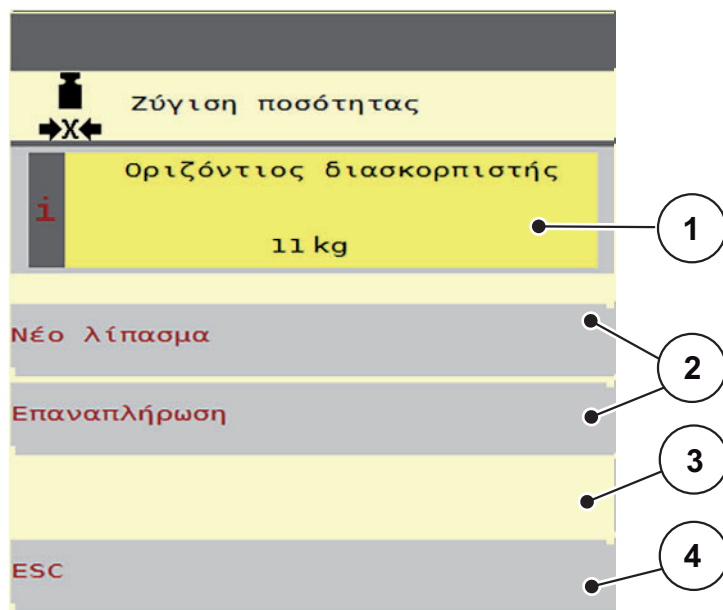 Ζύγιση ποσότητας
X
Οριζόντιος διασκορπιστής
i
11 kg
1
Νέο λίπασμα
2
Επαναπλήρωση
3
ESC
4